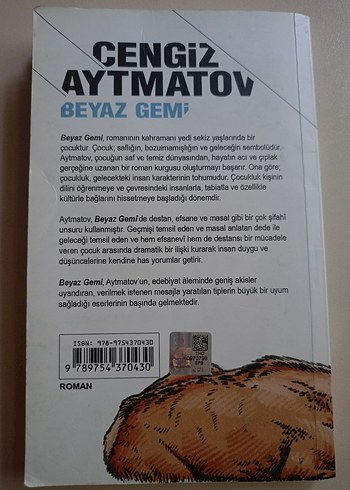 CENGİZ
AYTMATOV
BEYAZ GEMİ
Beyaz Gemi, romanının kahramanı yedi sekiz yaşlarında bir
çocuktur. Çocuk; saflığın, bozulmamışlığın ve geleceğin sembolüdür.
Aytmatov, çocuğun saf ve temiz dünyasından, hayatın acı ve çıplak
gerçeğine uzanan bir roman kurgusu oluşturmayı başarır. Ona göre;
çocukluk, gelecekteki insan karakterinin tohumudur. Çocukluk kişinin
dilini öğrenmeye ve çevresindeki insanlarla, tabiatla ve özellikle
kültürle bağlarını hissetmeye başladığı dönemdir.
Aytmatov, Beyaz Gemi'de destan, efsane ve masal gibi bir çok şifahî
unsuru kullanmıştır. Geçmişi temsil eden ve masal anlatan dede ile
geleceği temsil eden ve hem efsanevî hem de destansı bir mücadele
veren çocuk arasında dramatik bir ilişki kurarak insan duygu ve
düşüncelerine kendine has yorumlar getirir.
Beyaz Gemi, Aytmatov'un, edebiyat âleminde geniş akisler
uyandıran, verilmek istenen mesajla yaratılan tiplerin büyük bir uyum
sağladığı eserlerinin başında gelmektedir.
ISBN: 978-9754370430
9 789754 370430
ROMAN